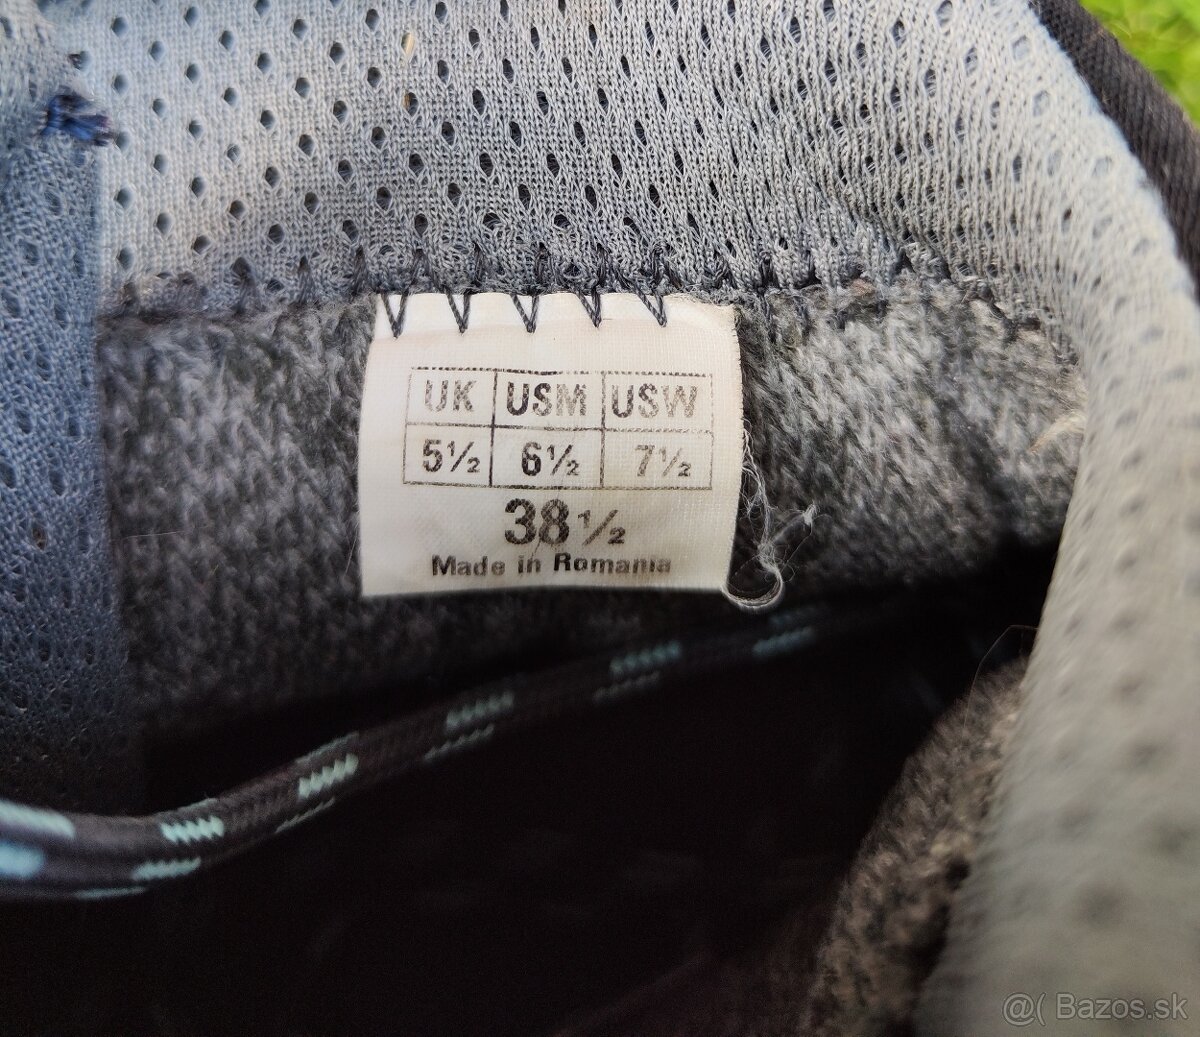 UK USM USW
5½ 6½ 7½
38½
Made in Romania
@( Bazos.sk